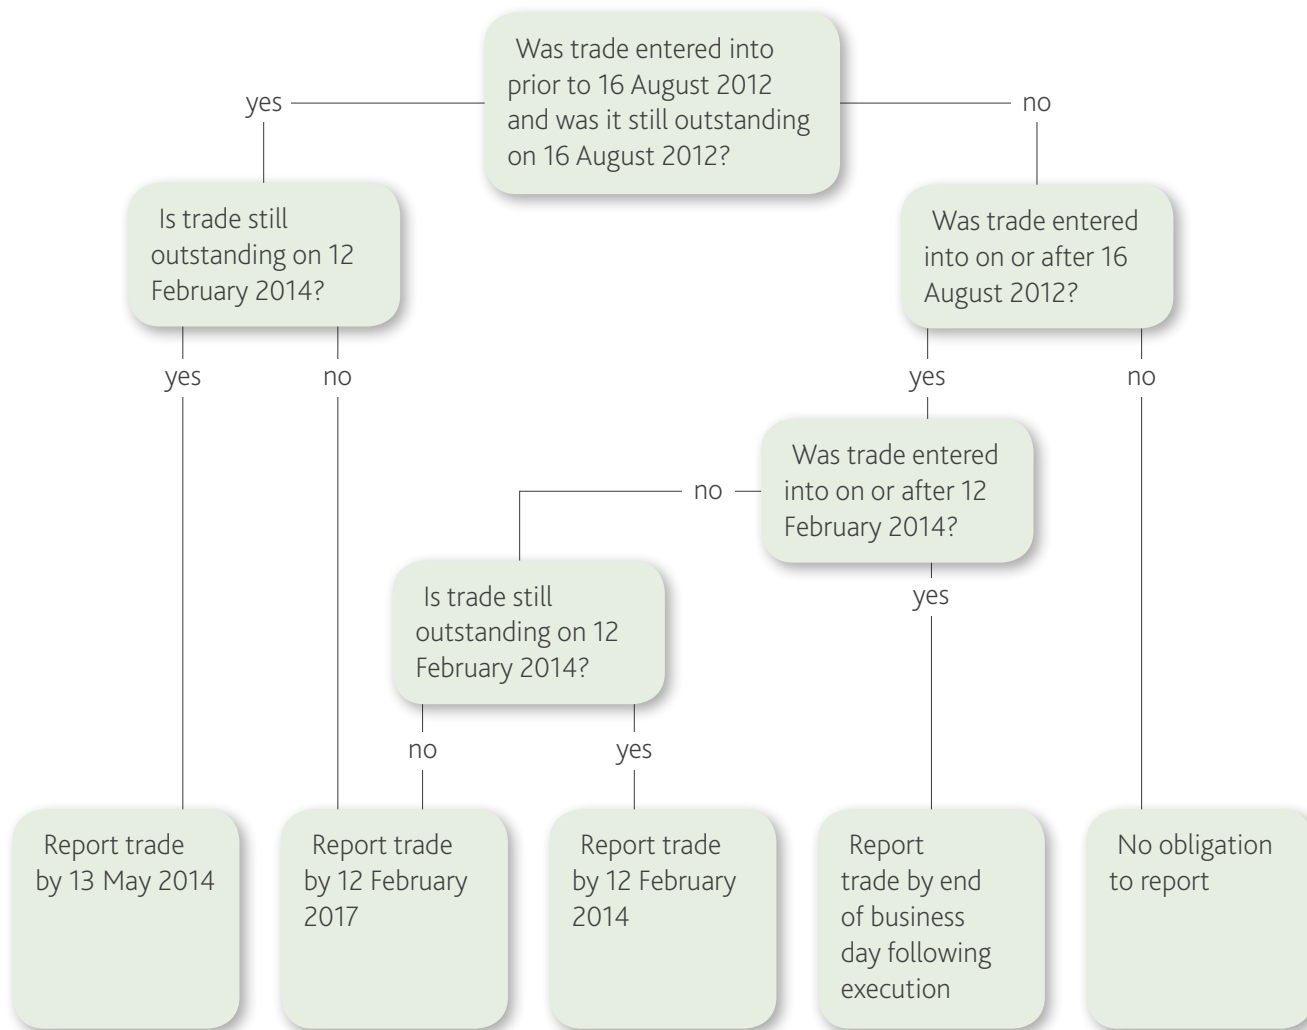 Was trade entered into
prior to 16 August 2012
and was it still outstanding
on 16 August 2012?
yes
no
Is trade still
outstanding on 12
February 2014?
Was trade entered
into on or after 16
August 2012?
yes
no
yes
no
Was trade entered
into on or after 12
February 2014?
no
yes
Is trade still
outstanding on 12
February 2014?
no
yes
Report trade
by 13 May 2014
Report trade
by 12 February
2017
Report trade
by 12 February
2014
Report
trade by end
of business
day following
execution
No obligation
to report